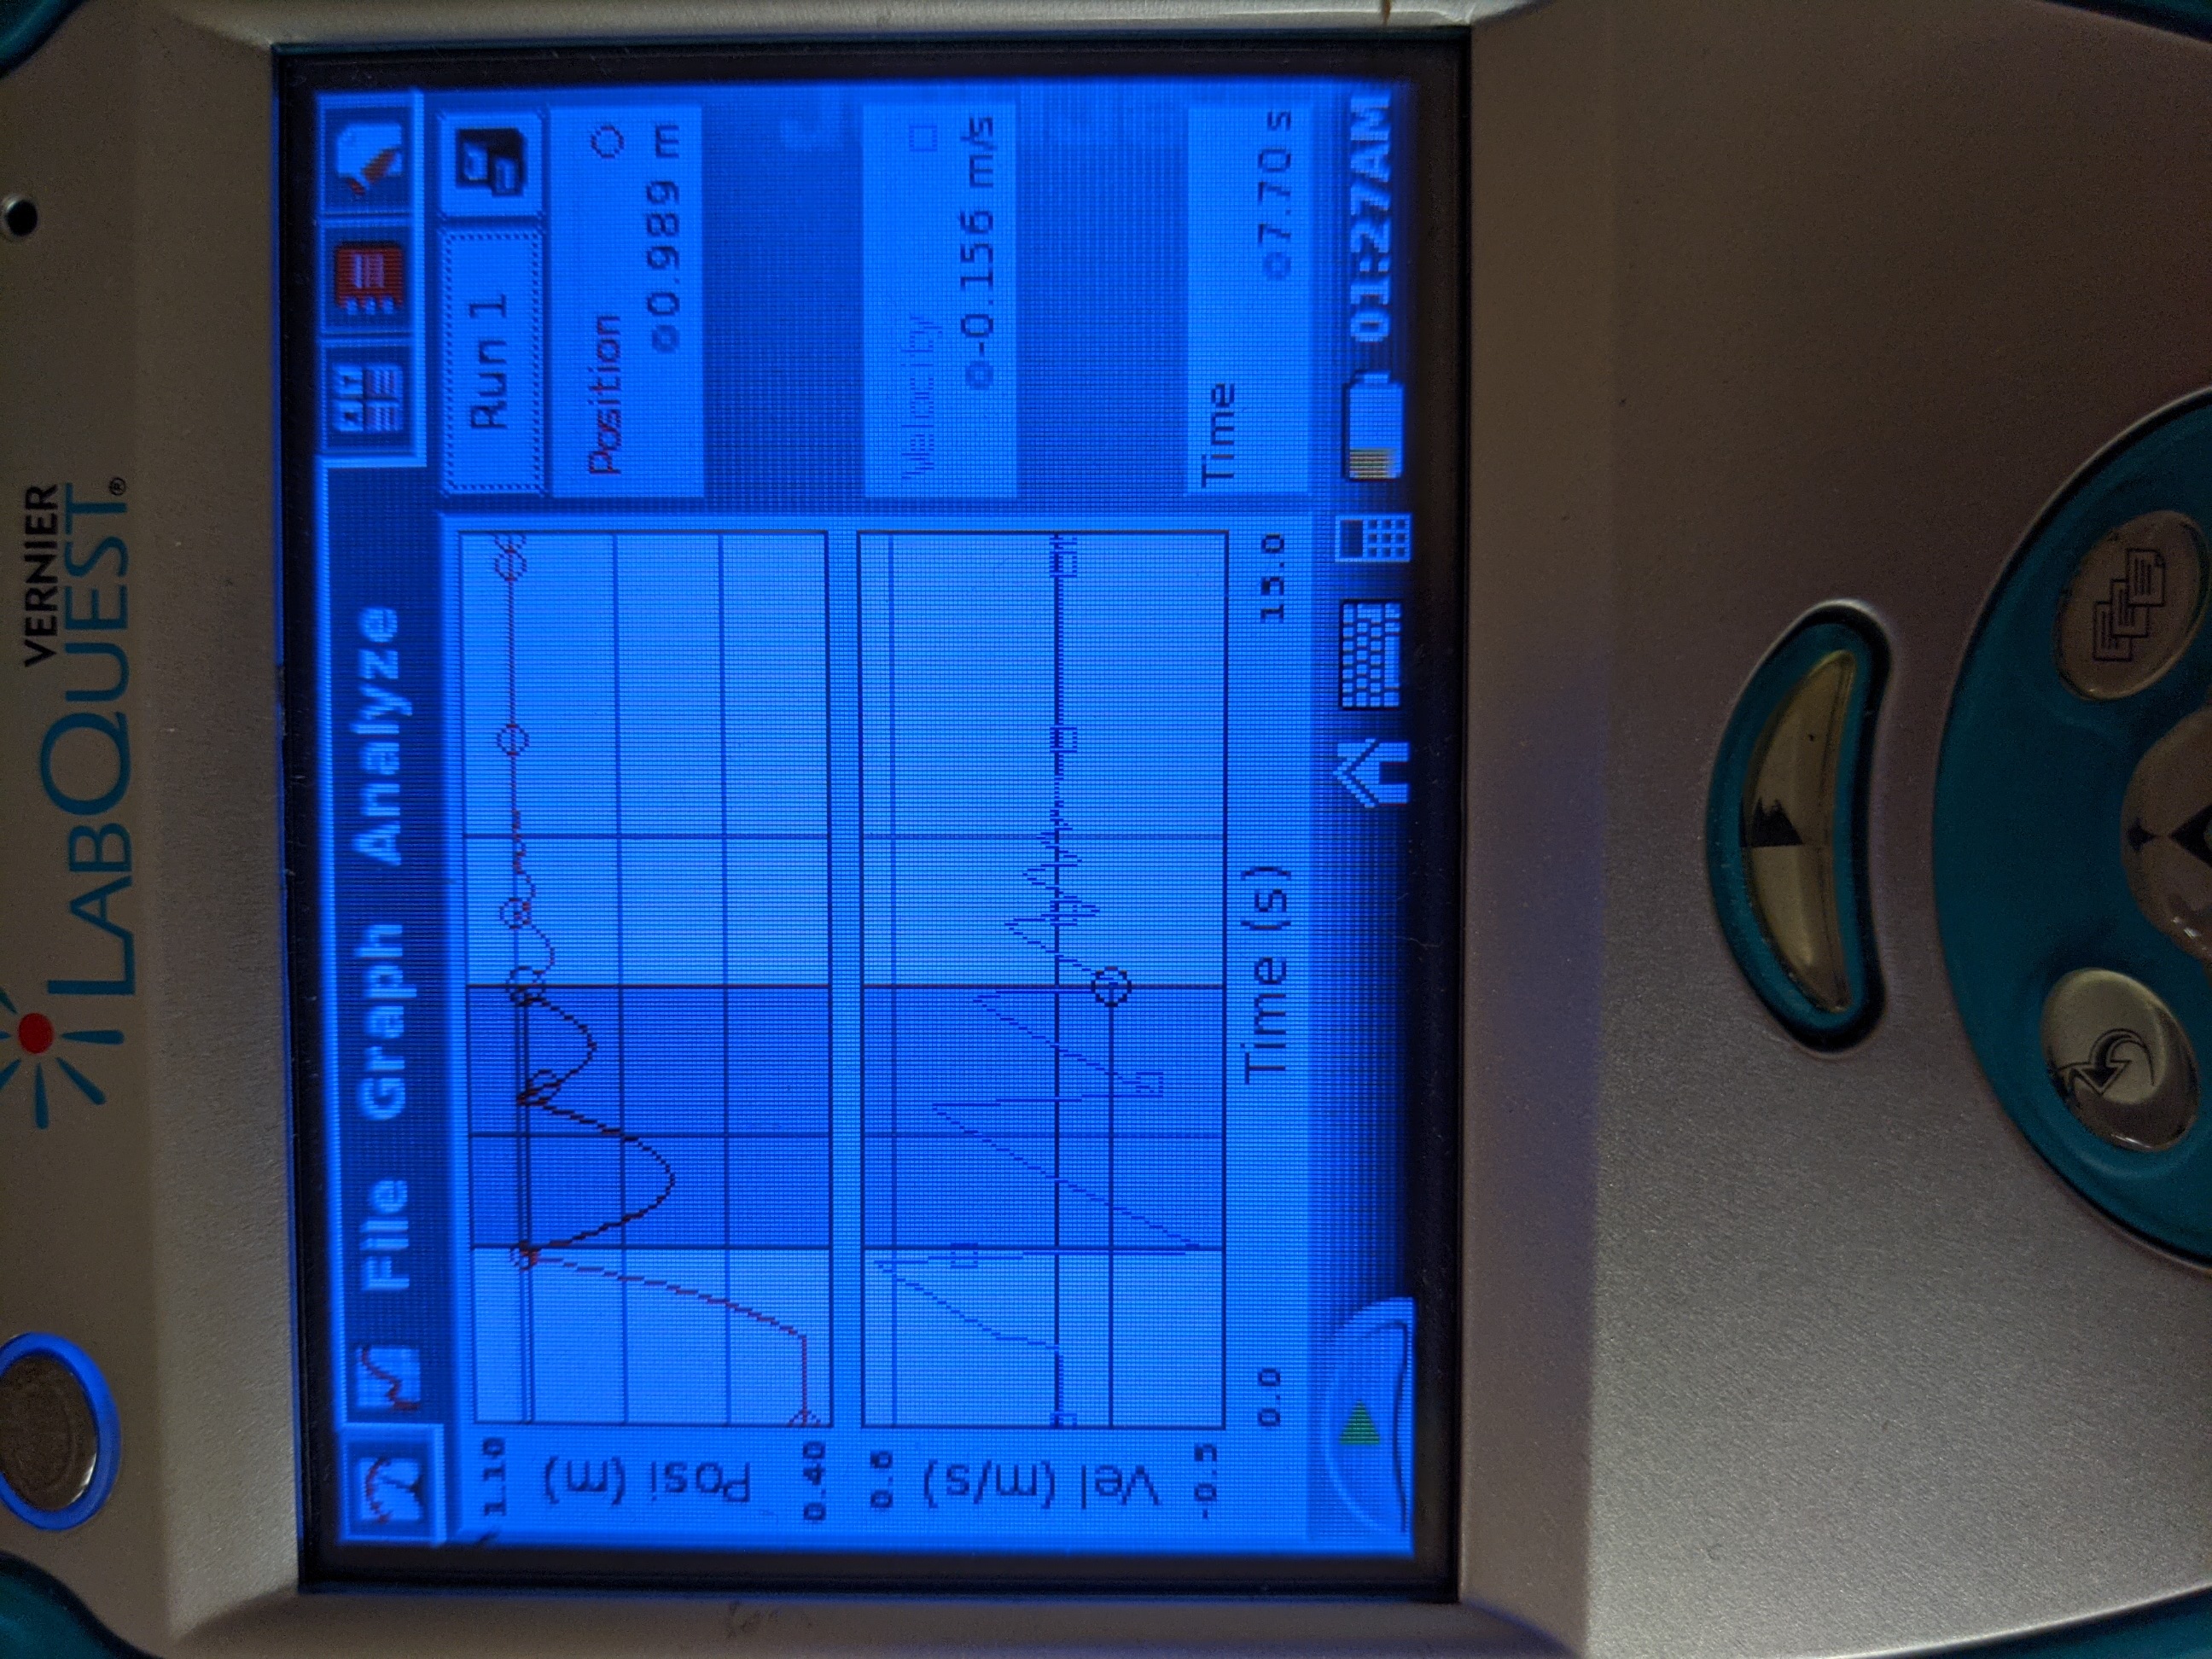 VERNIER
LABQUEST®
File Graph Analyze
1.10
Posi (m)
0.40
Run 1
Position
0.989 m
0.6
Vel (m/s)
-0.5
Velocity
-0.156 m/s
0.0
Time (s)
15.0
Time
7.70 s
01:27AM